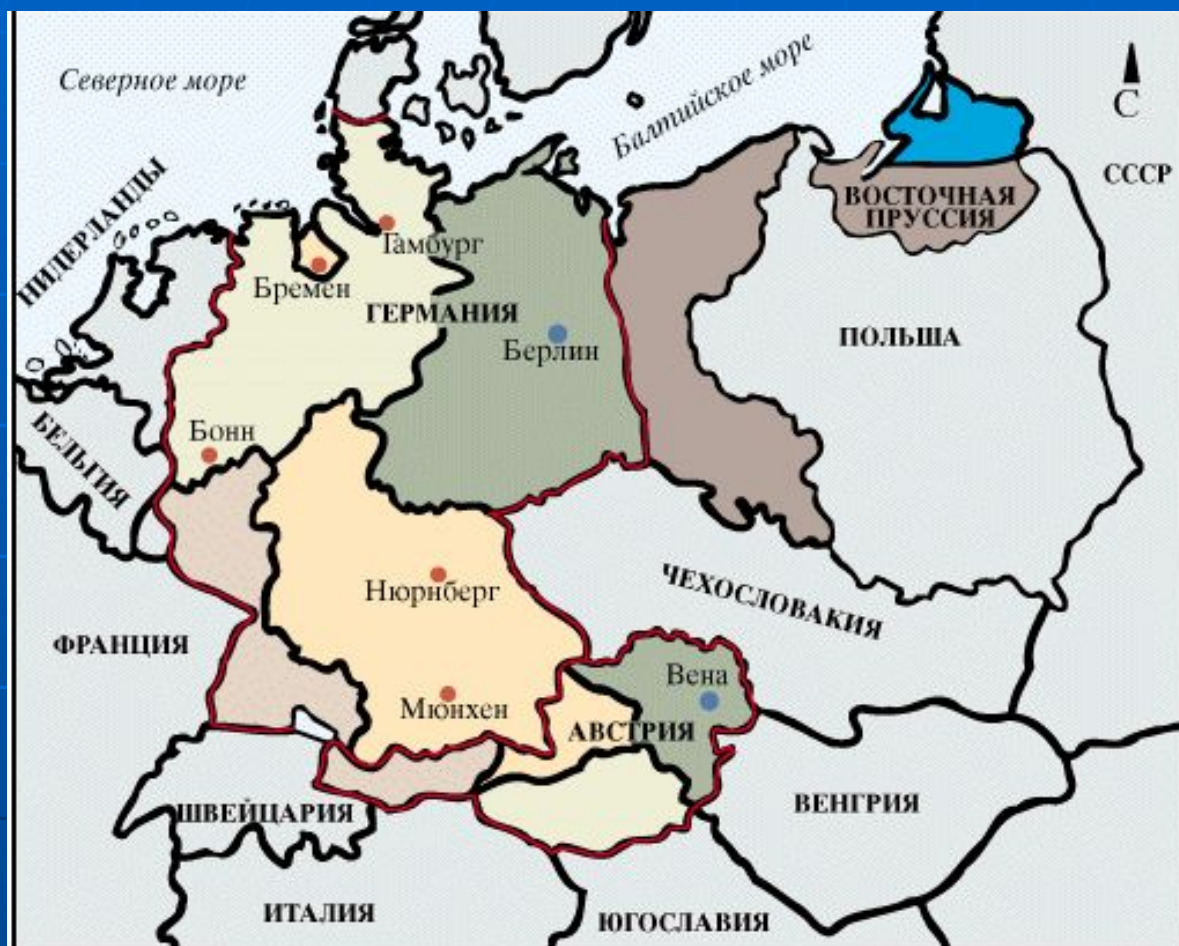 Северное море
Балтийское море
С
СССР
НИДЕРЛАНДЫ
ВОСТОЧНАЯ
ПРУССИЯ
Гамбург
Бремен
ГЕРМАНИЯ
Берлин
ПОЛЬША
БЕЛЬГИЯ
Бонн
Нюрнберг
ЧЕХОСЛОВАКИЯ
ФРАНЦИЯ
Вена
Мюнхен
АВСТРИЯ
ШВЕЙЦАРИЯ
ВЕНГРИЯ
ИТАЛИЯ
ЮГОСЛАВИЯ